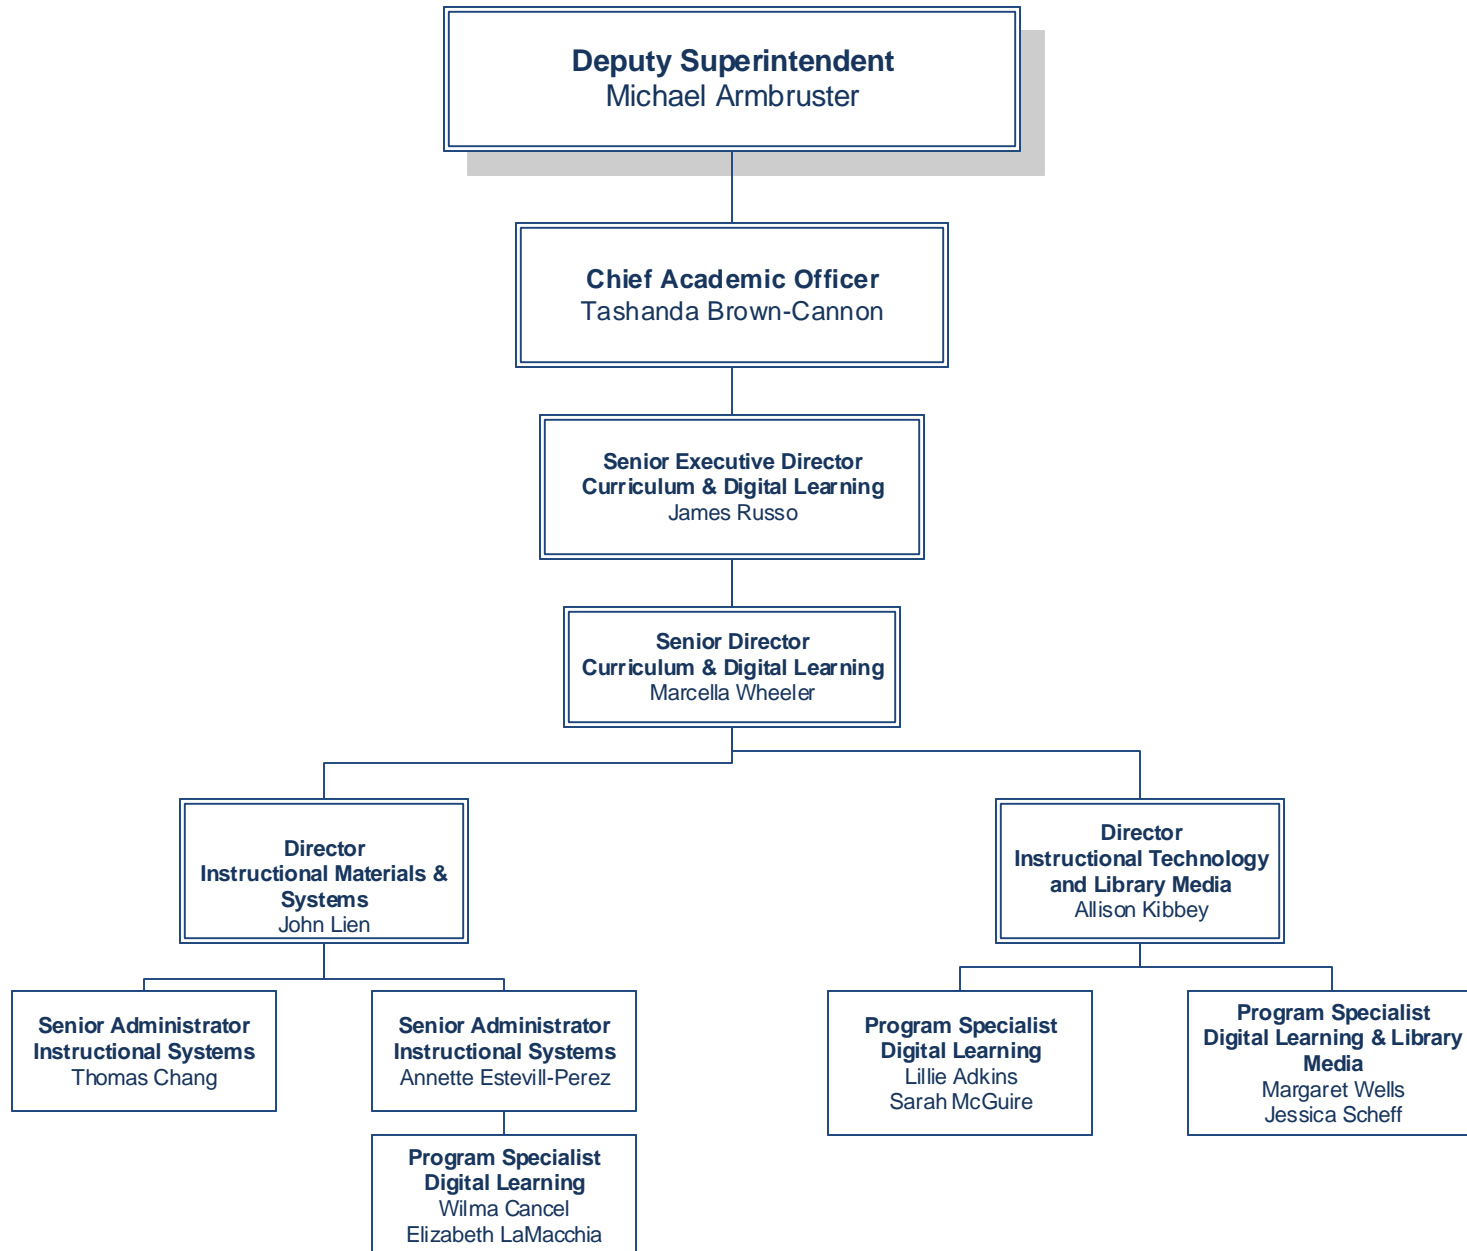 Deputy Superintendent
Michael Armbruster
Chief Academic Officer
Tashanda Brown-Cannon
Senior Executive Director
Curriculum & Digital Learning
James Russo
Senior Director
Curriculum & Digital Learning
Marcella Wheeler
Director
Instructional Materials &
Systems
John Lien
Director
Instructional Technology
and Library Media
Allison Kibbey
Senior Administrator
Instructional Systems
Thomas Chang
Senior Administrator
Instructional Systems
Annette Estevill-Perez
Program Specialist
Digital Learning
Wilma Cancel
Elizabeth LaMacchia
Program Specialist
Digital Learning
Lillie Adkins
Sarah McGuire
Program Specialist
Digital Learning & Library
Media
Margaret Wells
Jessica Scheff